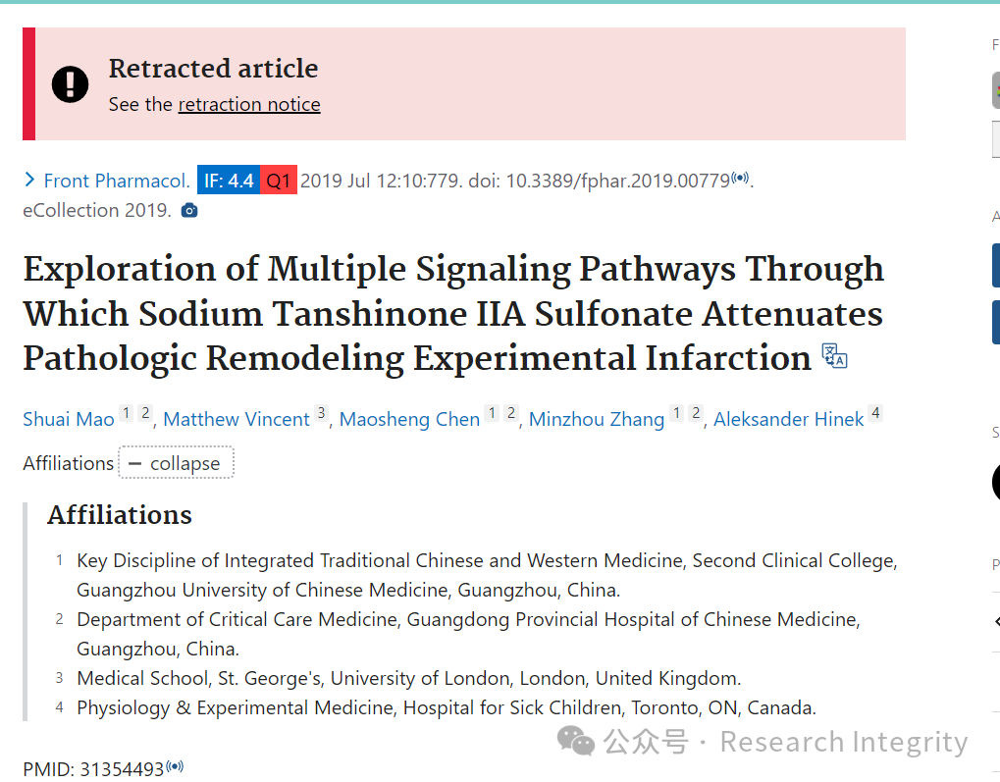 Retracted article
See the retraction notice
Front Pharmacol. IF: 4.4 Q1 2019 Jul 12:10:779. doi: 10.3389/fphar.2019.00779.
eCollection 2019.
Exploration of Multiple Signaling Pathways Through
Which Sodium Tanshinone IIA Sulfonate Attenuates
Pathologic Remodeling Experimental Infarction
Shuai Mao 1 2, Matthew Vincent 3, Maosheng Chen 1 2, Minzhou Zhang 1 2, Aleksander Hinek 4
Affiliations — collapse
Affiliations
1 Key Discipline of Integrated Traditional Chinese and Western Medicine, Second Clinical College,
Guangzhou University of Chinese Medicine, Guangzhou, China.
2 Department of Critical Care Medicine, Guangdong Provincial Hospital of Chinese Medicine,
Guangzhou, China.
3 Medical School, St. George's, University of London, London, United Kingdom.
4 Physiology & Experimental Medicine, Hospital for Sick Children, Toronto, ON, Canada.
公众号 · Research Integrity
PMID: 31354493